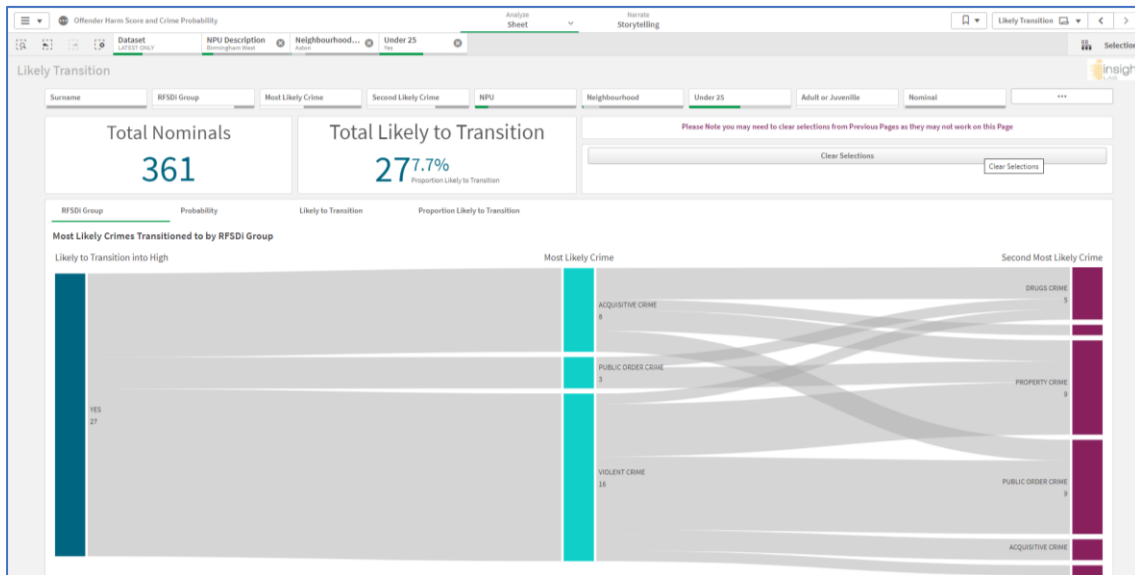 Offender Harm Score and Crime Probability
Analyze
Sheet
Narrate
Storytelling
Likely Transition
Dataset
LATEST ONLY
NPU Description
Birmingham West
Neighbourhood...
Aston
Under 25
Yes
Selection
Likely Transition
insigh
LAB
Surname
RFSDI Group
Most Likely Crime
Second Likely Crime
NPU
Neighbourhood
Under 25
Adult or Juvenille
Nominal
...
Total Nominals
361
Total Likely to Transition
27
7.7%
Proportion Likely to Transition
Please Note you may need to clear selections from Previous Pages as they may not work on this Page
Clear Selections
Clear Selections
RFSDI Group
Probability
Likely to Transition
Proportion Likely to Transition
Most Likely Crimes Transitioned to by RFSDi Group
Likely to Transition into High
Most Likely Crime
Second Most Likely Crime
YES
27
ACQUISITIVE CRIME
8
PUBLIC ORDER CRIME
3
VIOLENT CRIME
16
DRUGS CRIME
5
PROPERTY CRIME
9
PUBLIC ORDER CRIME
9
ACQUISITIVE CRIME